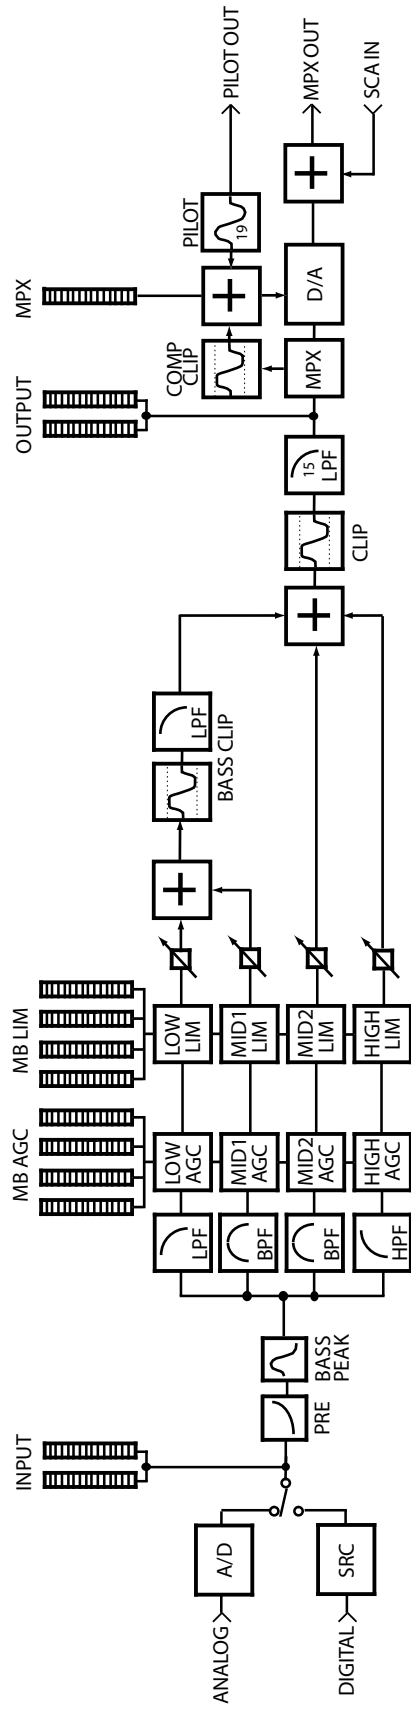 ANALOG
DIGITAL
A/D
SRC
INPUT
PRE
BASS
PEAK
LPF
BPF
BPF
HPF
MB AGC
LOW
AGC
MID1
AGC
MID2
AGC
HIGH
AGC
MB LIM
LOW
LIM
MID1
LIM
MID2
LIM
HIGH
LIM
BASS CLIP
LPF
CLIP
15
LPF
OUTPUT
MPX
COMP
CLIP
MPX
D/A
PILOT
19
PILOT OUT
MPX OUT
SCA IN